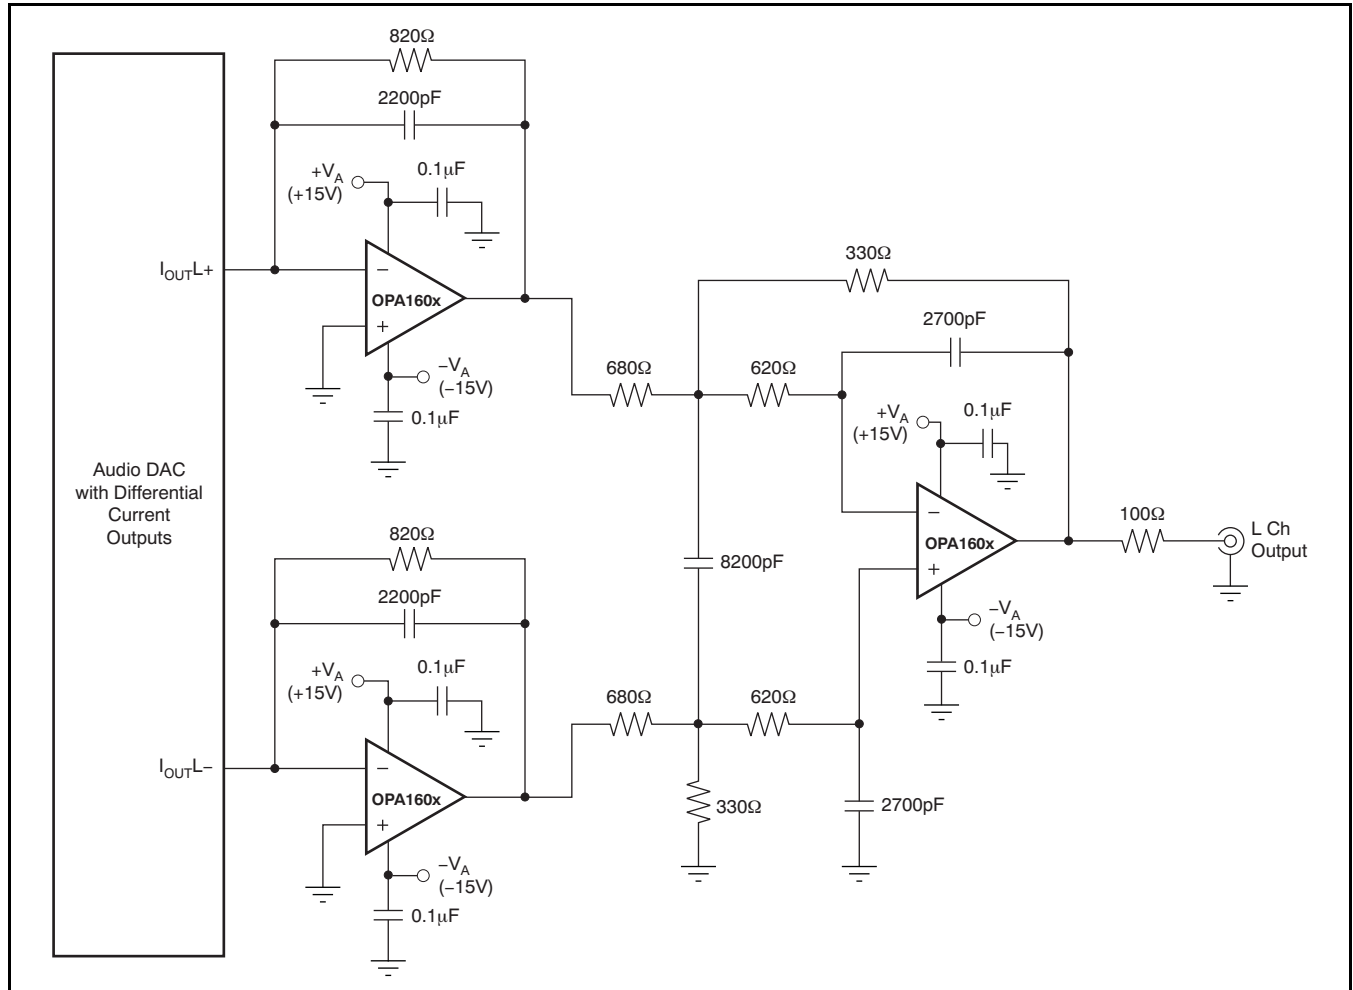 820Ω
2200pF
+VA
(+15V)
0.1µF
IOUTL+
−
OPA160x
+
−VA
(−15V)
0.1µF
330Ω
2700pF
680Ω
620Ω
+VA
(+15V)
0.1µF
Audio DAC
with Differential
Current
Outputs
−
OPA160x
+
100Ω
L Ch
Output
8200pF
−VA
(−15V)
0.1µF
820Ω
2200pF
+VA
(+15V)
0.1µF
680Ω
620Ω
IOUTL−
−
OPA160x
+
330Ω
2700pF
−VA
(−15V)
0.1µF